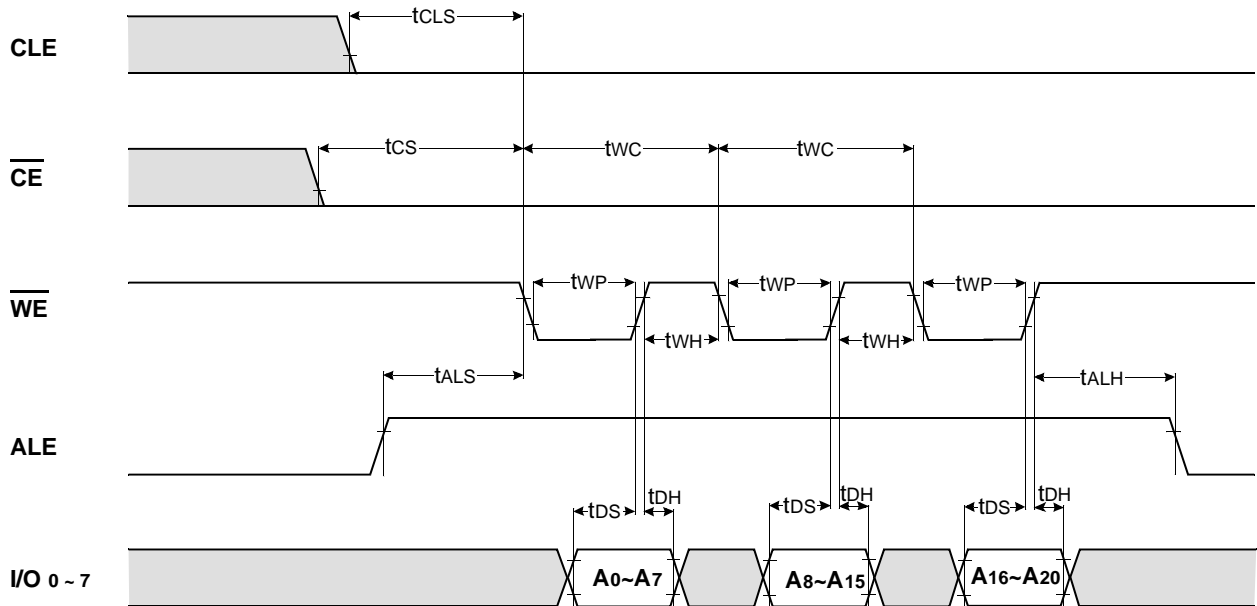 CLE
tCLS
CE
tCS
tWC
tWC
WE
tWP
tWP
tWP
tWH
tWH
tALS
tALH
ALE
tDS
tDH
tDS
tDH
tDS
tDH
I/O 0 ~ 7
A0~A7
A8~A15
A16~A20